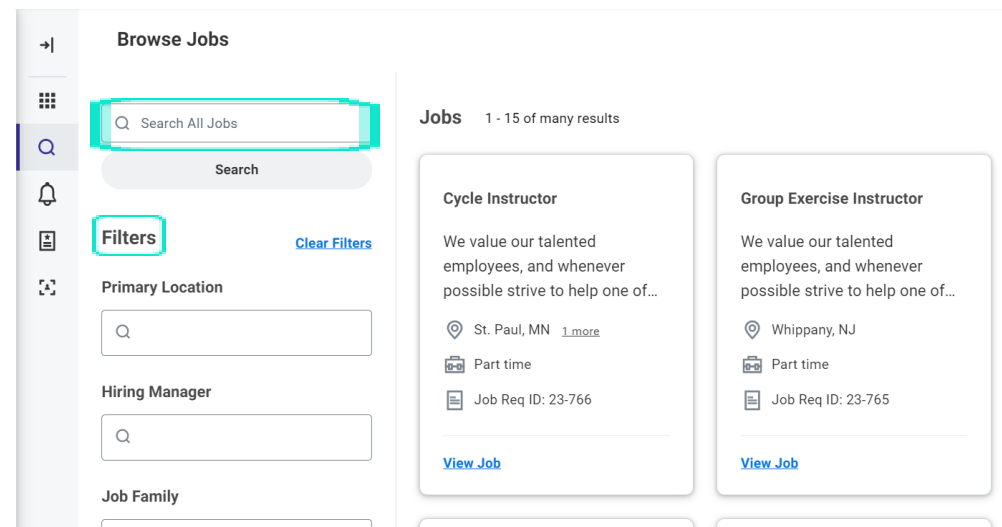 Browse Jobs
Search All Jobs
Search
Filters
Clear Filters
Primary Location
Hiring Manager
Job Family
Jobs 1 - 15 of many results
Cycle Instructor
We value our talented
employees, and whenever
possible strive to help one of…
St. Paul, MN 1 more
Part time
Job Req ID: 23-766
View Job
Group Exercise Instructor
We value our talented
employees, and whenever
possible strive to help one of…
Whippany, NJ
Part time
Job Req ID: 23-765
View Job